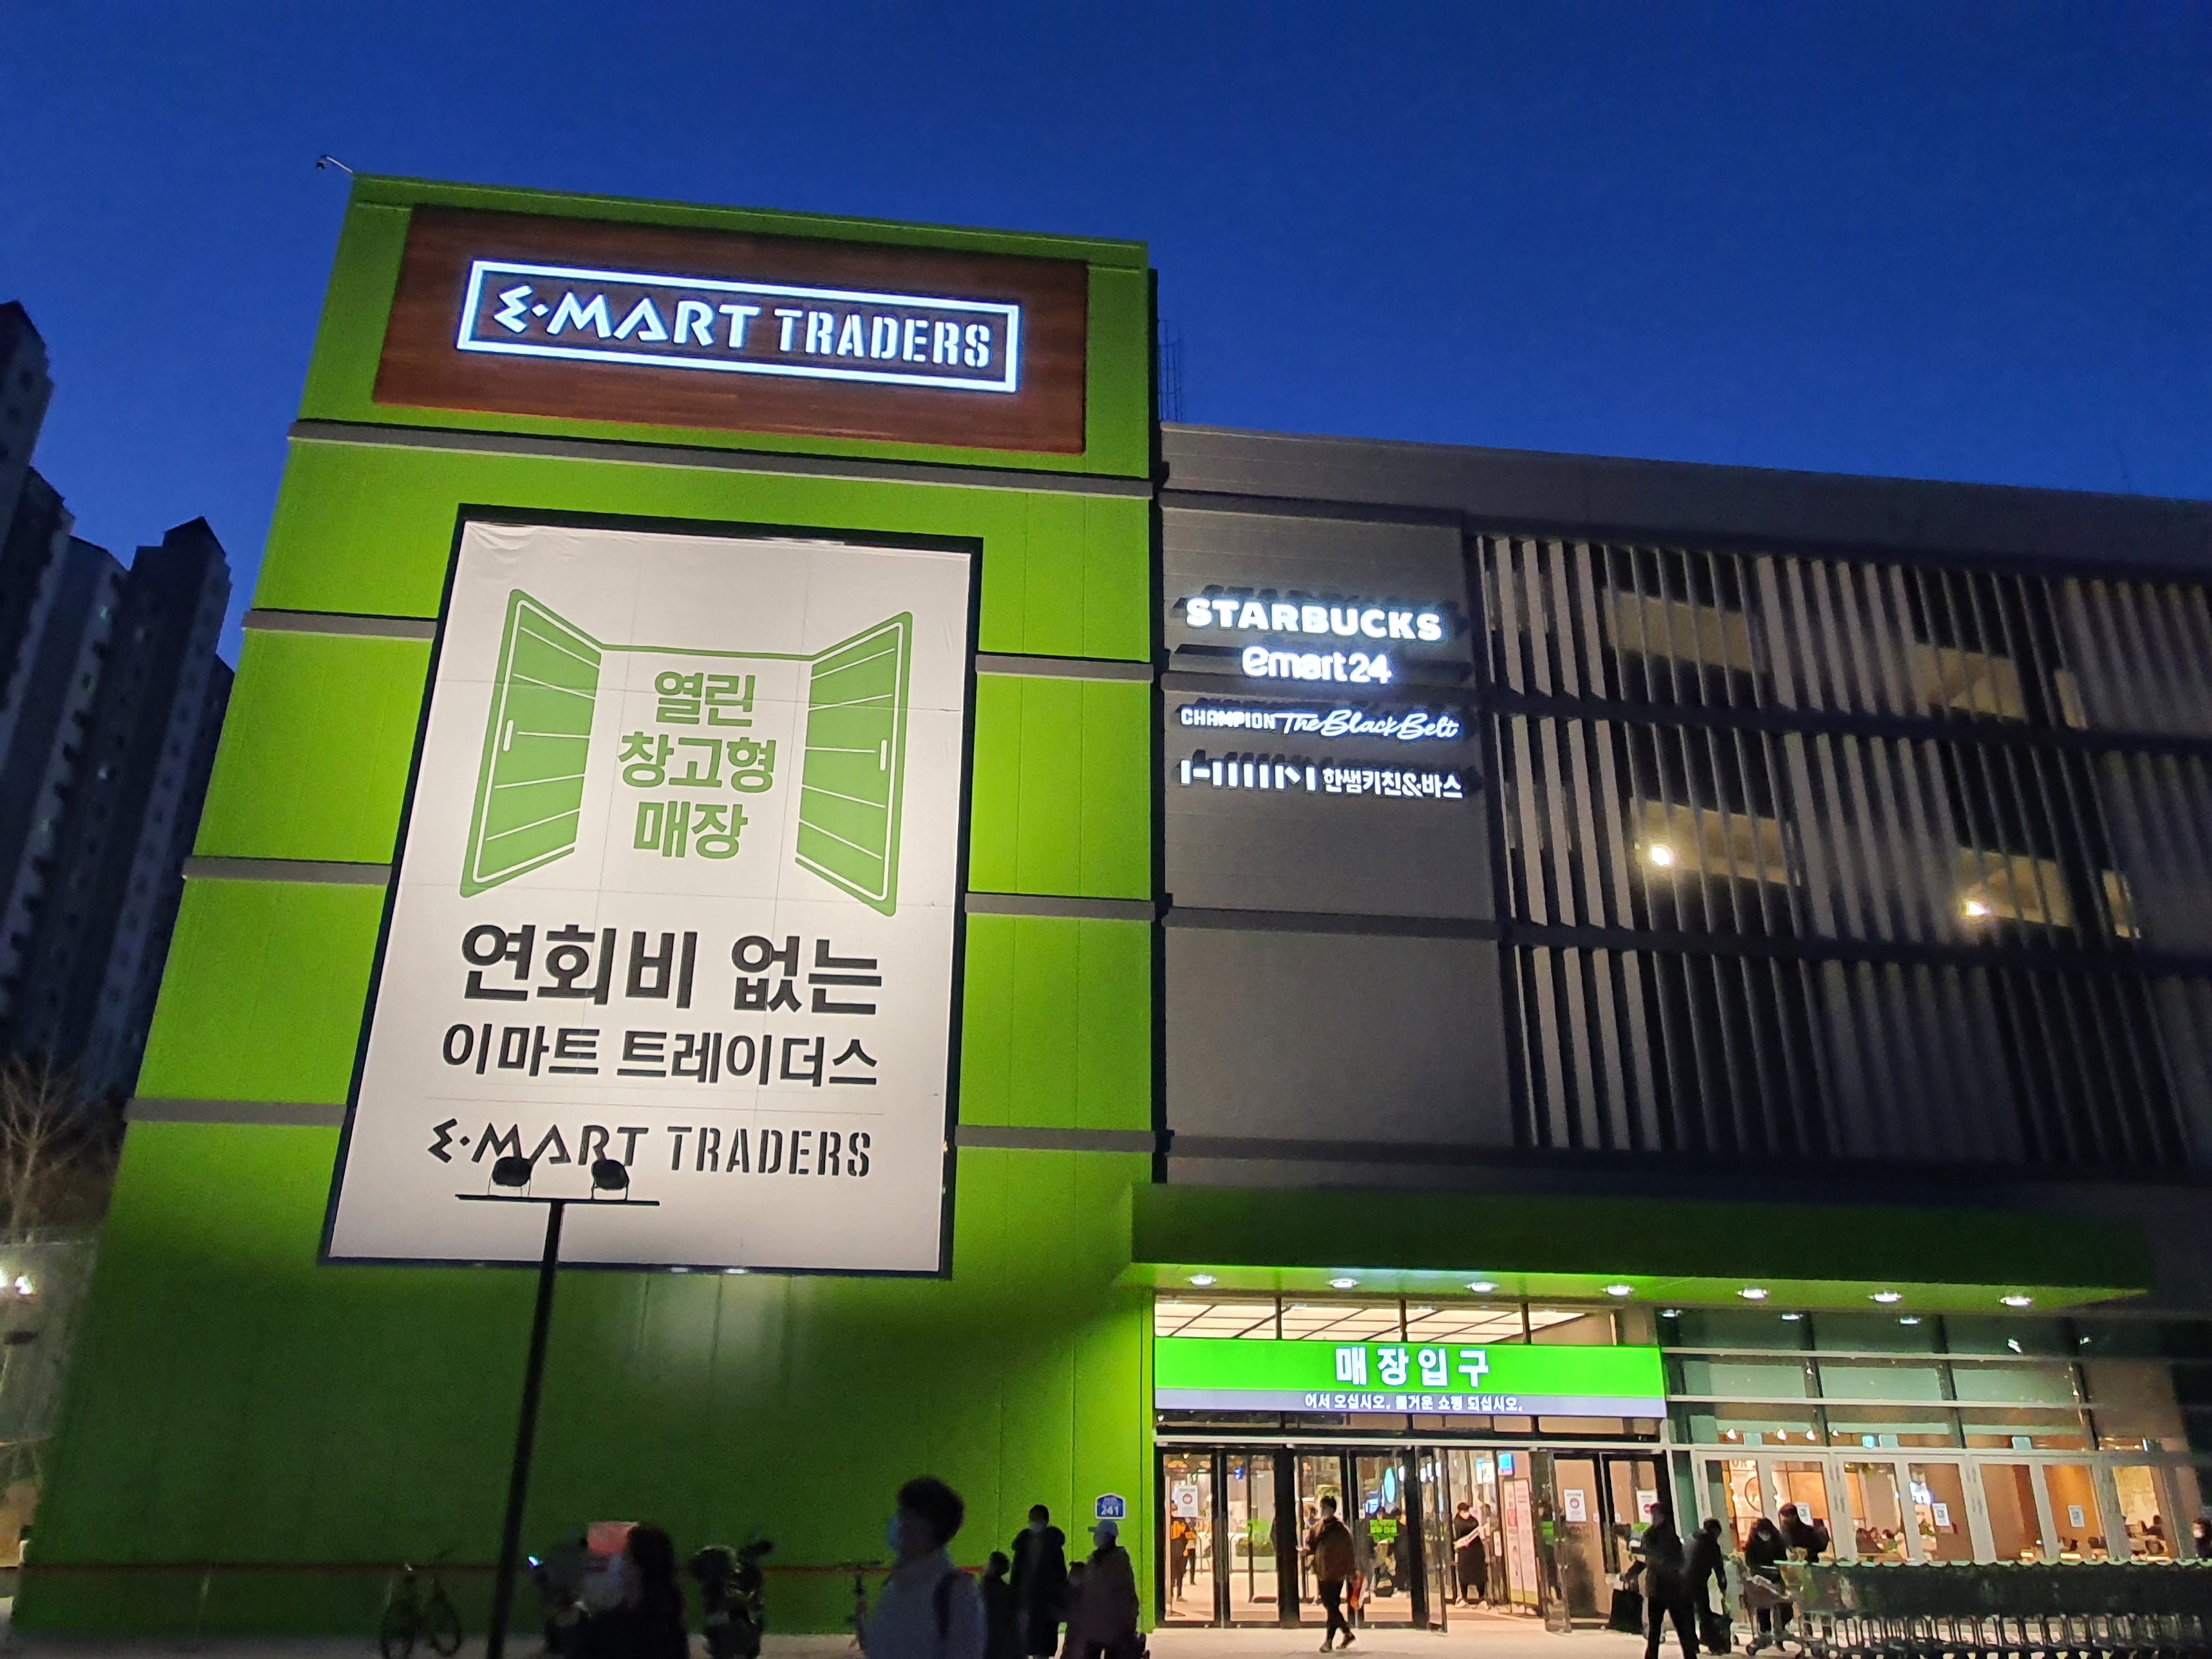 E·MART TRADERS
열린
창고형
매장
연회비 없는
이마트 트레이더스
E·MART TRADERS
STARBUCKS
emart24
CHAMPION The Black Belt
한샘키친&바스
매장입구
어서 오십시오. 즐거운 쇼핑 되십시오.
241